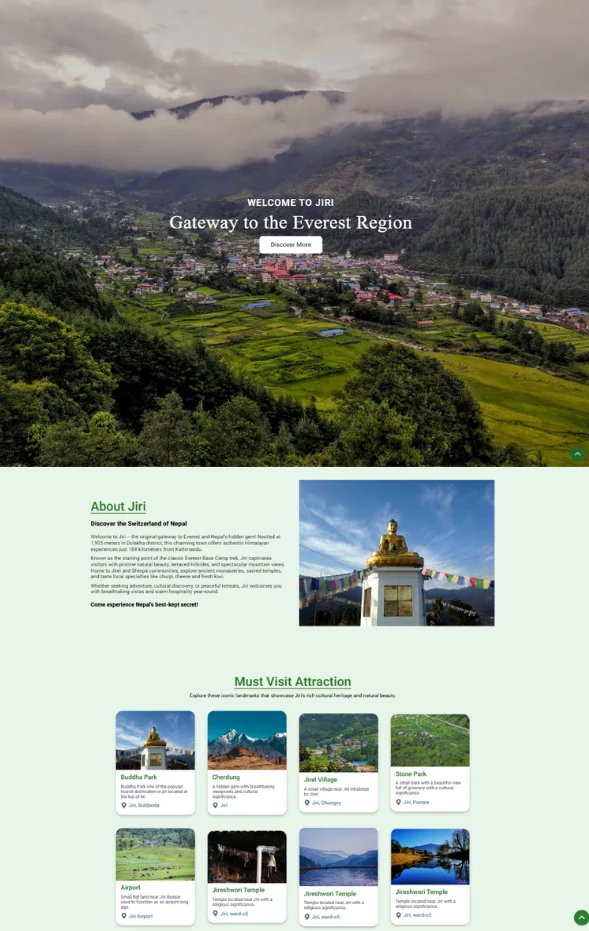 WELCOME TO JIRI
Gateway to the Everest Region
Discover More
About Jiri
Discover the Switzerland of Nepal
Welcome to Jiri – the original gateway to Everest and Nepal's hidden gem! Nestled at
1,905 meters in Dolakha district, this charming town offers authentic Himalayan
experiences just 184 kilometers from Kathmandu.
Known as the starting point of the classic Everest Base Camp trek, Jiri captivates
visitors with pristine natural beauty, terraced hillsides, and spectacular mountain views.
Home to Jirel and Sherpa communities, explore ancient monasteries, sacred temples,
and taste local specialties like churpi cheese and fresh kiwi.
Whether seeking adventure, cultural discovery, or peaceful retreats, Jiri welcomes you
with breathtaking vistas and warm hospitality year-round.
Come experience Nepal's best-kept secret!
Must Visit Attraction
Explore these iconic landmarks that showcase Jiri's rich cultural heritage and natural beauty.
Buddha Park
Buddha Park one of the populat
tourist destination in jiri located at
the top of jiri
Jiri,
Cherdung
A hidden gem with breathtaking
viewpoints and cultural
significance.
Jiri
Jirel Village
A small village near Jiri inhabited
by Jirel
Jiri, Dhungey
Stone Park
A small park with a beautiful view
full of greenery with a cultural
significance
Jiri, Pumpa
Airport
Small flat land near Jiri Bazaar
used to function as an airport long
ago.
Jiri Airport
Jireshwori Temple
Temple located near Jiri with a
religious significance.
Jiri, ward-o5
Jireshwori Temple
Temple located near Jiri with a
religious significance.
Jiri, ward-o5
Jireshwori Temple
Temple located near Jiri with a
religious significance.
Jiri, ward-o5